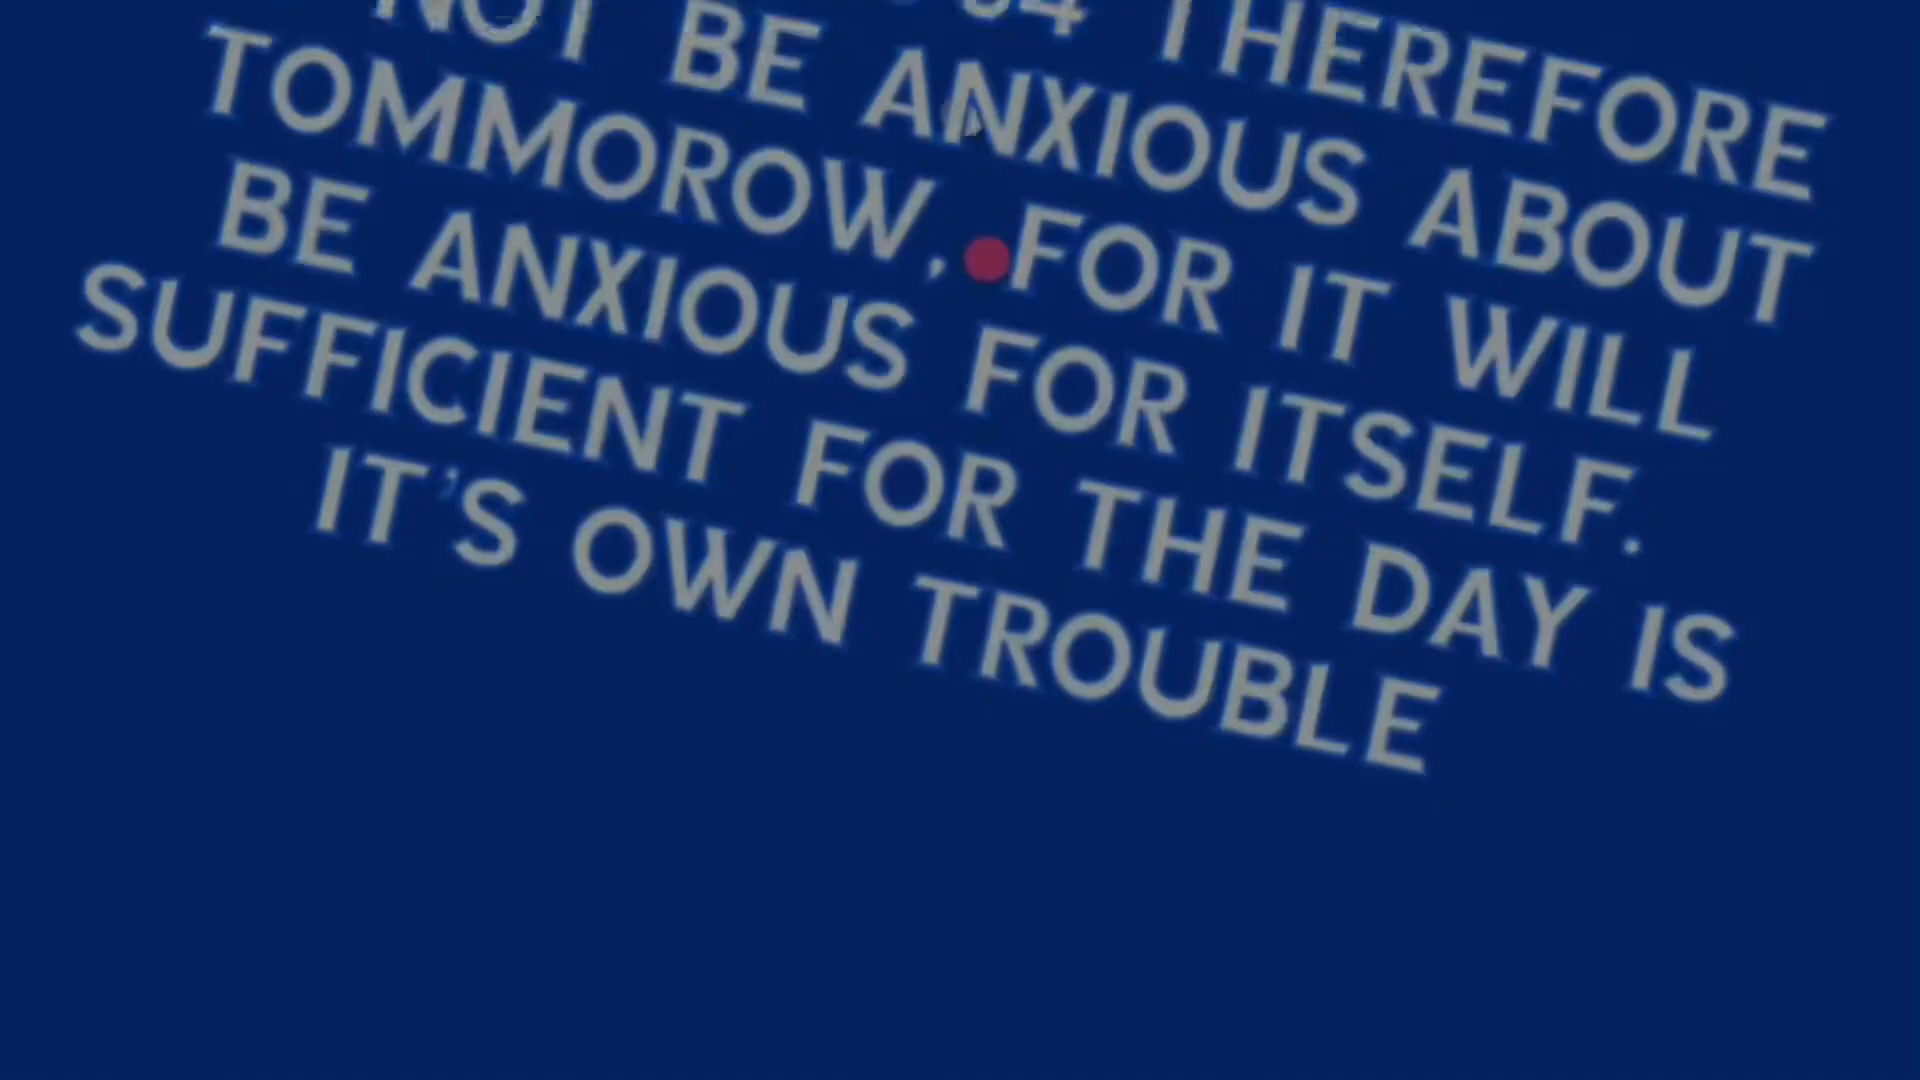 34 THEREFORE
NOT BE ANXIOUS ABOUT
TOMMOROW, FOR IT WILL
BE ANXIOUS FOR ITSELF.
SUFFICIENT FOR THE DAY IS
IT'S OWN TROUBLE